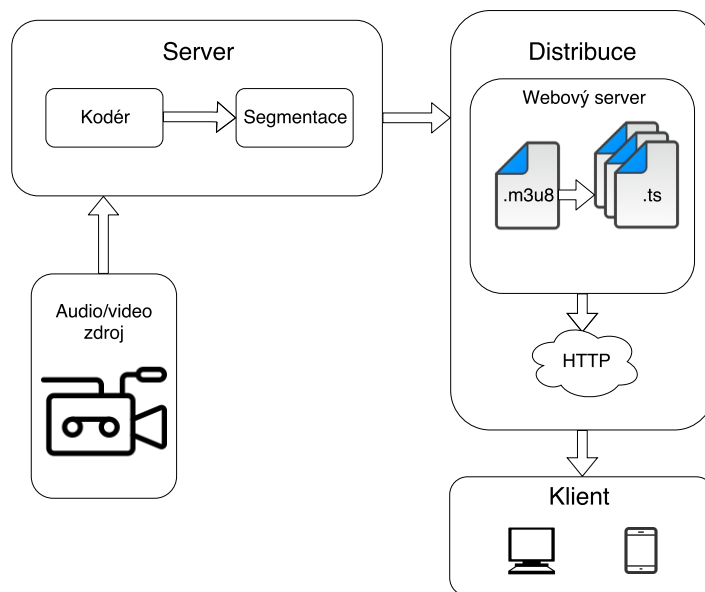 Server
Kodér
Segmentace
Distribuce
Webový server
.m3u8
.ts
HTTP
Audio/video
zdroj
Klient